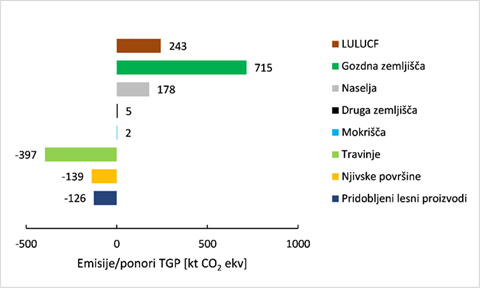 243
LULUCF
715
Gozdna zemljišča
178
Naselja
5
Druga zemljišča
2
Mokrišča
-397
Travinje
-139
Njivske površine
-126
Pridobljeni lesni proizvodi
-500 0 500 1000
Emisije/ponori TGP [kt CO₂ ekv]